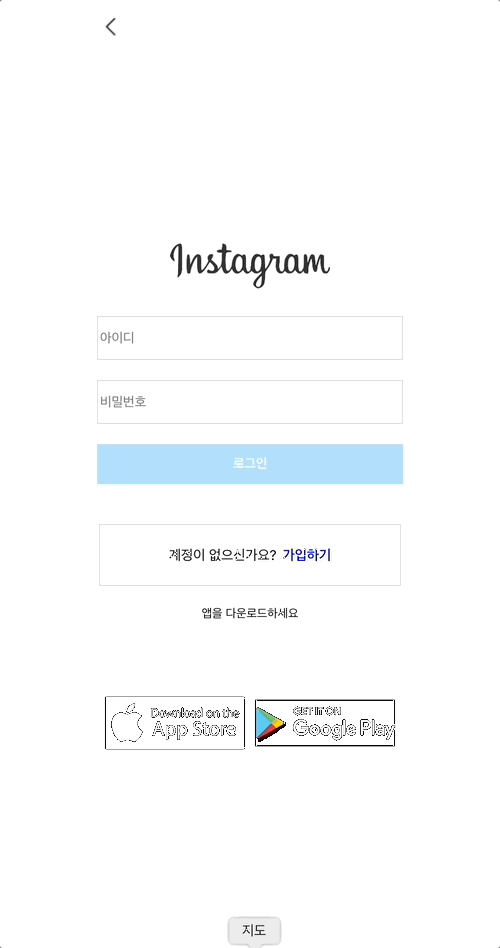 Instagram
아이디
비밀번호
로그인
계정이 없으신가요? 가입하기
앱을 다운로드하세요
Download on the
App Store
GET IT ON
Google Play
지도